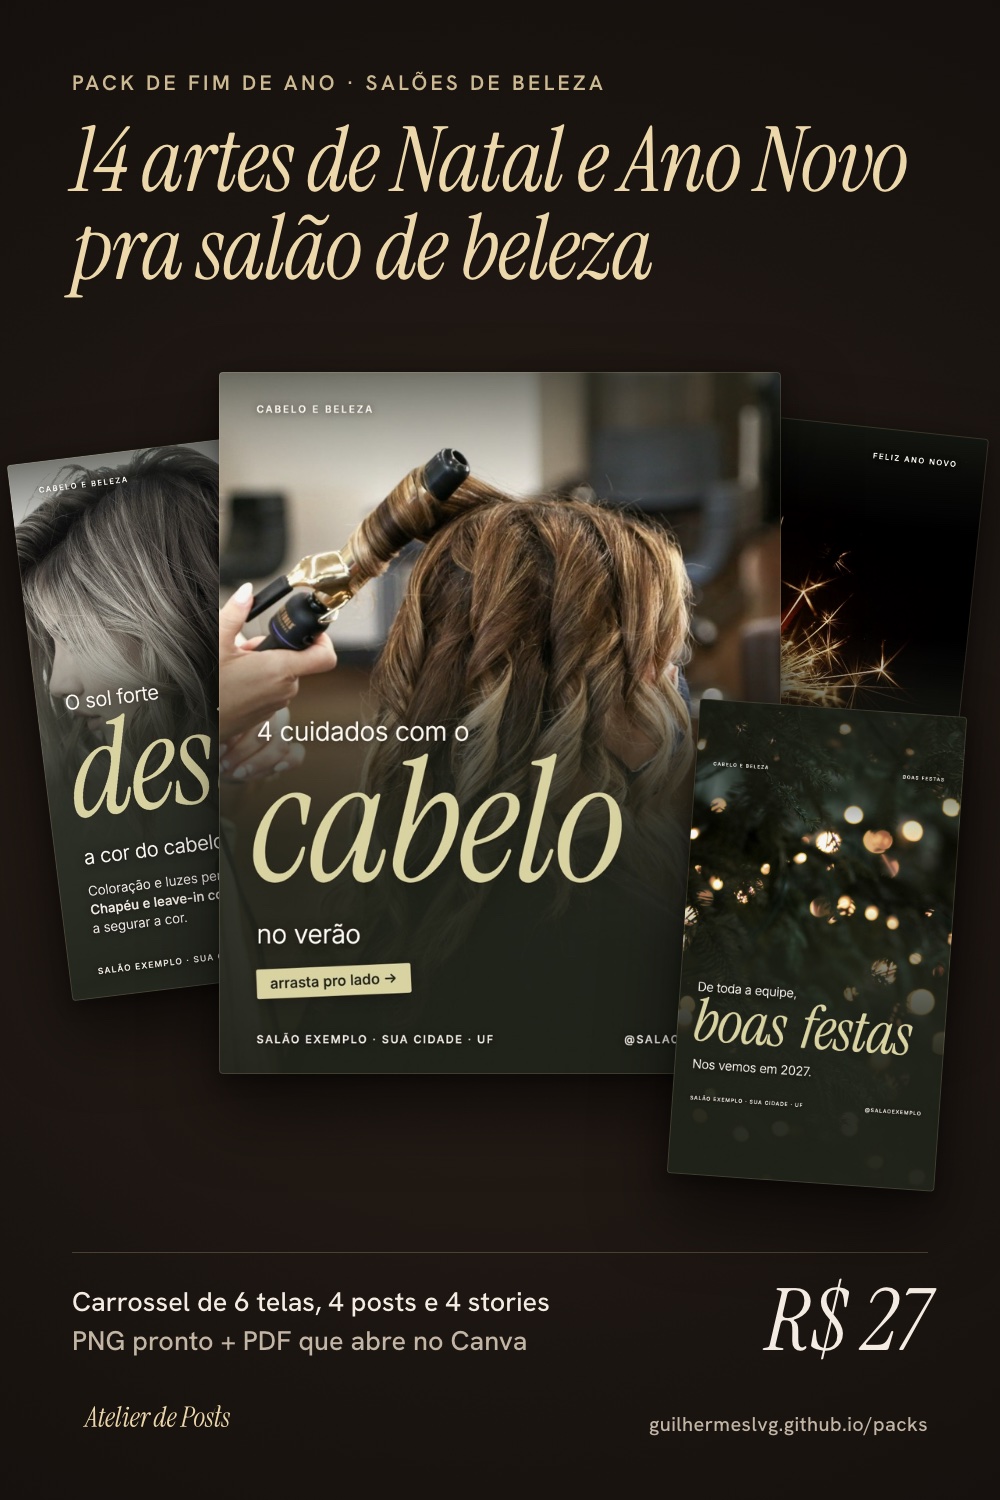 PACK DE FIM DE ANO · SALÕES DE BELEZA
14 artes de Natal e Ano Novo
pra salão de beleza
CABELO E BELEZA
O sol forte
des
a cor do cabelo
Coloração e luzes
Chapéu e leave-in
a segurar a cor.
SALÃO EXEMPLO · SUA
CABELO E BELEZA
4 cuidados com o
cabelo
no verão
arrasta pro lado →
SALÃO EXEMPLO · SUA CIDADE · UF
@SALAO
FELIZ ANO NOVO
CABELO E BELEZA
BOAS FESTAS
De toda a equipe,
boas festas
Nos vemos em 2027.
SALÃO EXEMPLO · SUA CIDADE · UF
@SALAOEXEMPLO
Carrossel de 6 telas, 4 posts e 4 stories
PNG pronto + PDF que abre no Canva
R$ 27
Atelier de Posts
guilhermeslvg.github.io/packs